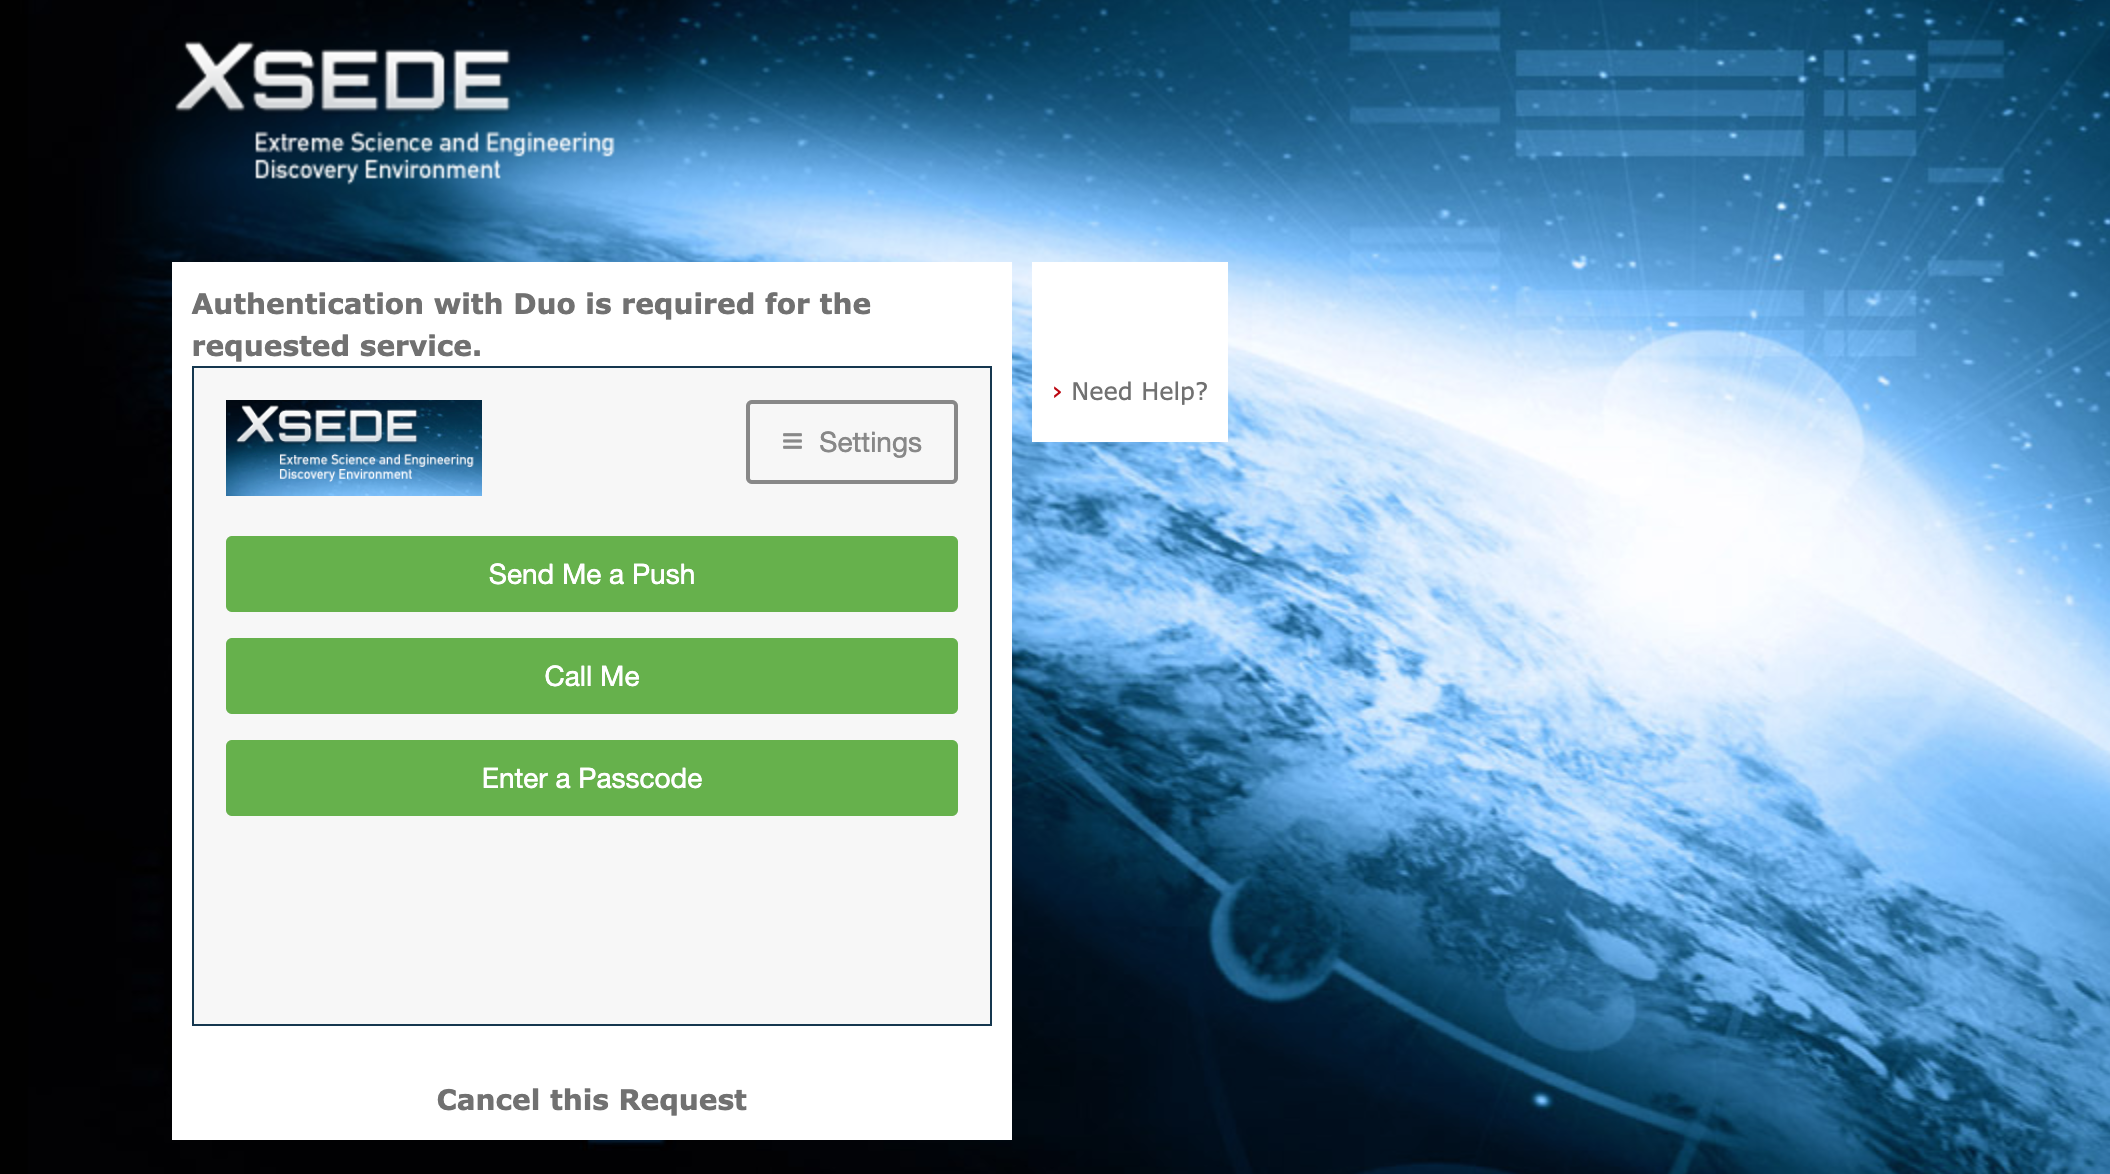 XSEDE
Extreme Science and Engineering
Discovery Environment
Authentication with Duo is required for the
requested service.
XSEDE
Extreme Science and Engineering
Discovery Environment
Settings
Send Me a Push
Call Me
Enter a Passcode
Cancel this Request
Need Help?